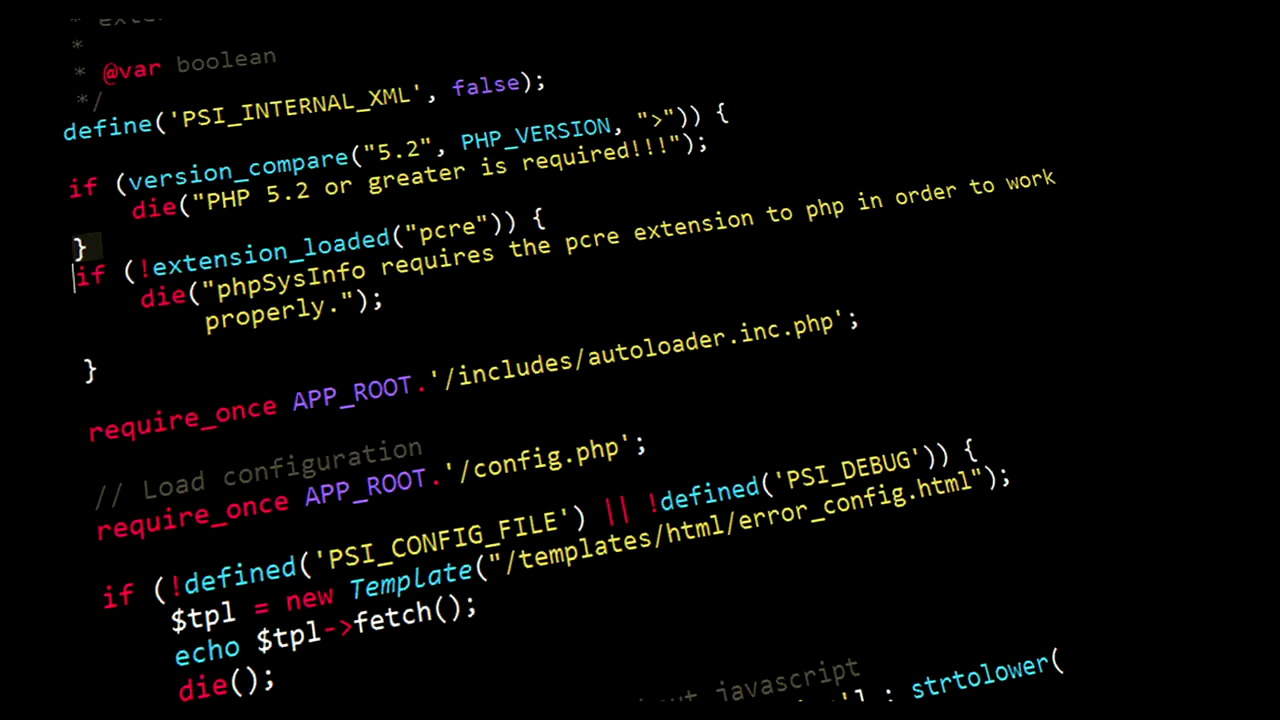 *
* @var boolean
*/
define('PSI_INTERNAL_XML', false);
if (version_compare("5.2", PHP_VERSION, ">")) {
die("PHP 5.2 or greater is required!!!");
}
if (!extension_loaded("pcre")) {
die("phpSysInfo requires the pcre extension to php in order to work
properly.");
}
require_once APP_ROOT.'/includes/autoloader.inc.php';
// Load configuration
require_once APP_ROOT.'/config.php';
if (!defined('PSI_CONFIG_FILE') || !defined('PSI_DEBUG')) {
$tpl = new Template("/templates/html/error_config.html");
echo $tpl->fetch();
die();
javascript
strtolower(